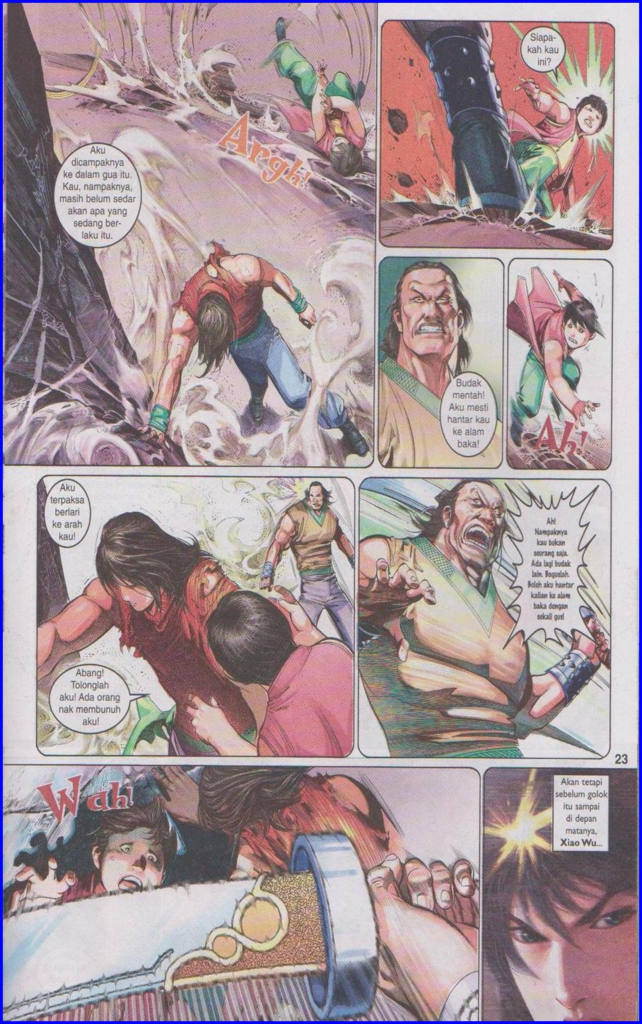 Aku
dicampaknya
ke dalam gua itu.
Kau, nampaknya,
masih belum sedar
akan apa yang
sedang ber-
laku itu.
Argh!
Siapa-
kah kau
ini?
Budak
mentah!
Aku mesti
hantar kau
ke alam
baka!
Ah!
Aku
terpaksa
berlari
ke arah
kau!
Abang!
Tolonglah
aku! Ada orang
nak membunuh
aku!
Ah!
Nampaknya
kau bukan
seorang saja.
Ada lagi budak
lain. Baguslah.
Boleh aku hantar
kalian ke alam
baka dengan
sekali gus!
23
Wah!
Akan tetapi
sebelum golok
itu sampai
di depan
matanya,
Xiao Wu...